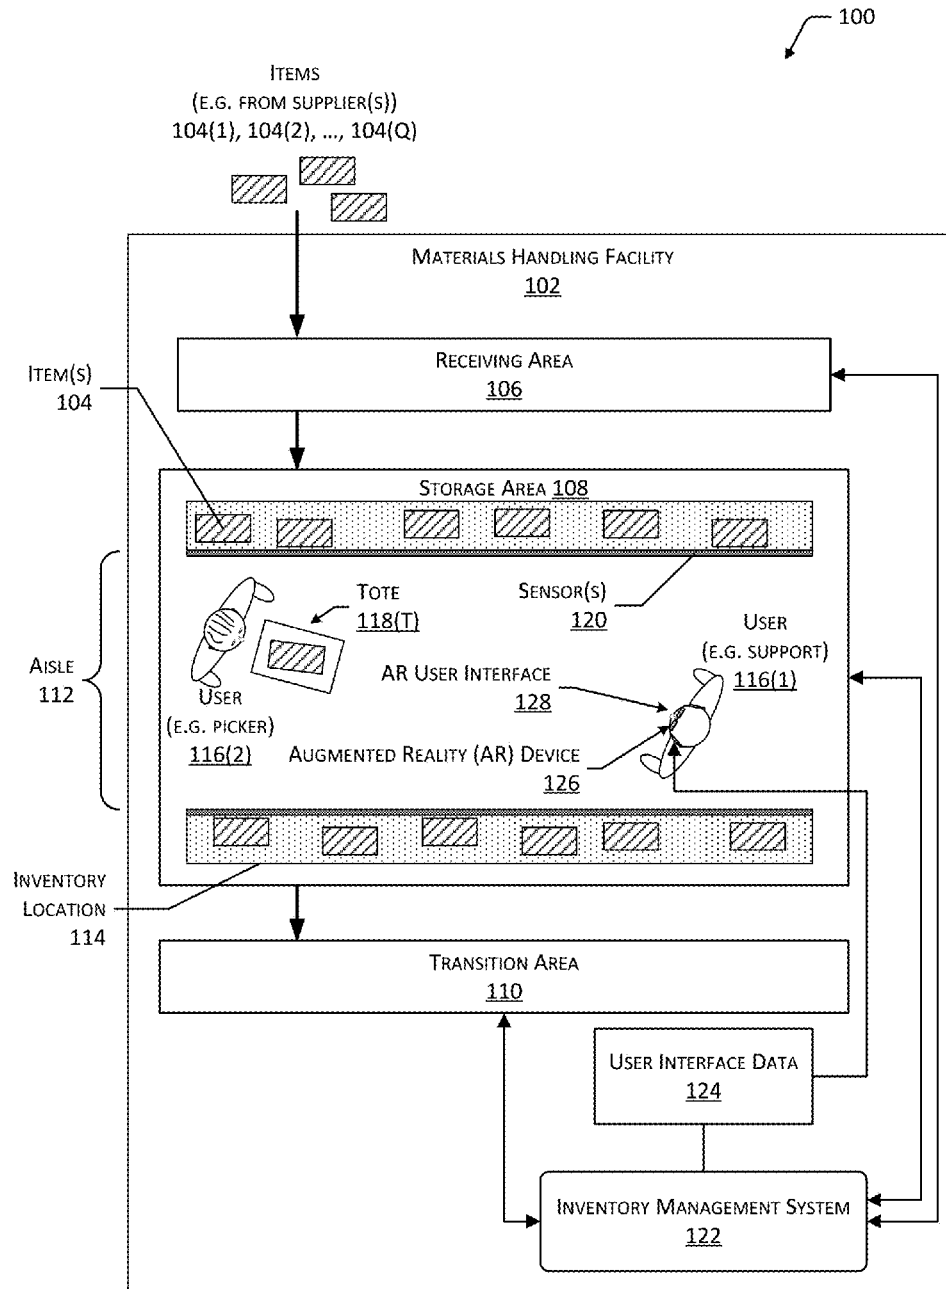 100
ITEMS
(E.G. FROM SUPPLIER(S))
104(1), 104(2), ..., 104(Q)
MATERIALS HANDLING FACILITY
102
RECEIVING AREA
106
ITEM(S)
104
STORAGE AREA 108
SENSOR(S)
120
TOTE
118(T)
USER
(E.G. SUPPORT)
116(1)
AR USER INTERFACE
128
AISLE
112
USER
(E.G. PICKER)
116(2)
AUGMENTED REALITY (AR) DEVICE
126
INVENTORY
LOCATION
114
TRANSITION AREA
110
USER INTERFACE DATA
124
INVENTORY MANAGEMENT SYSTEM
122